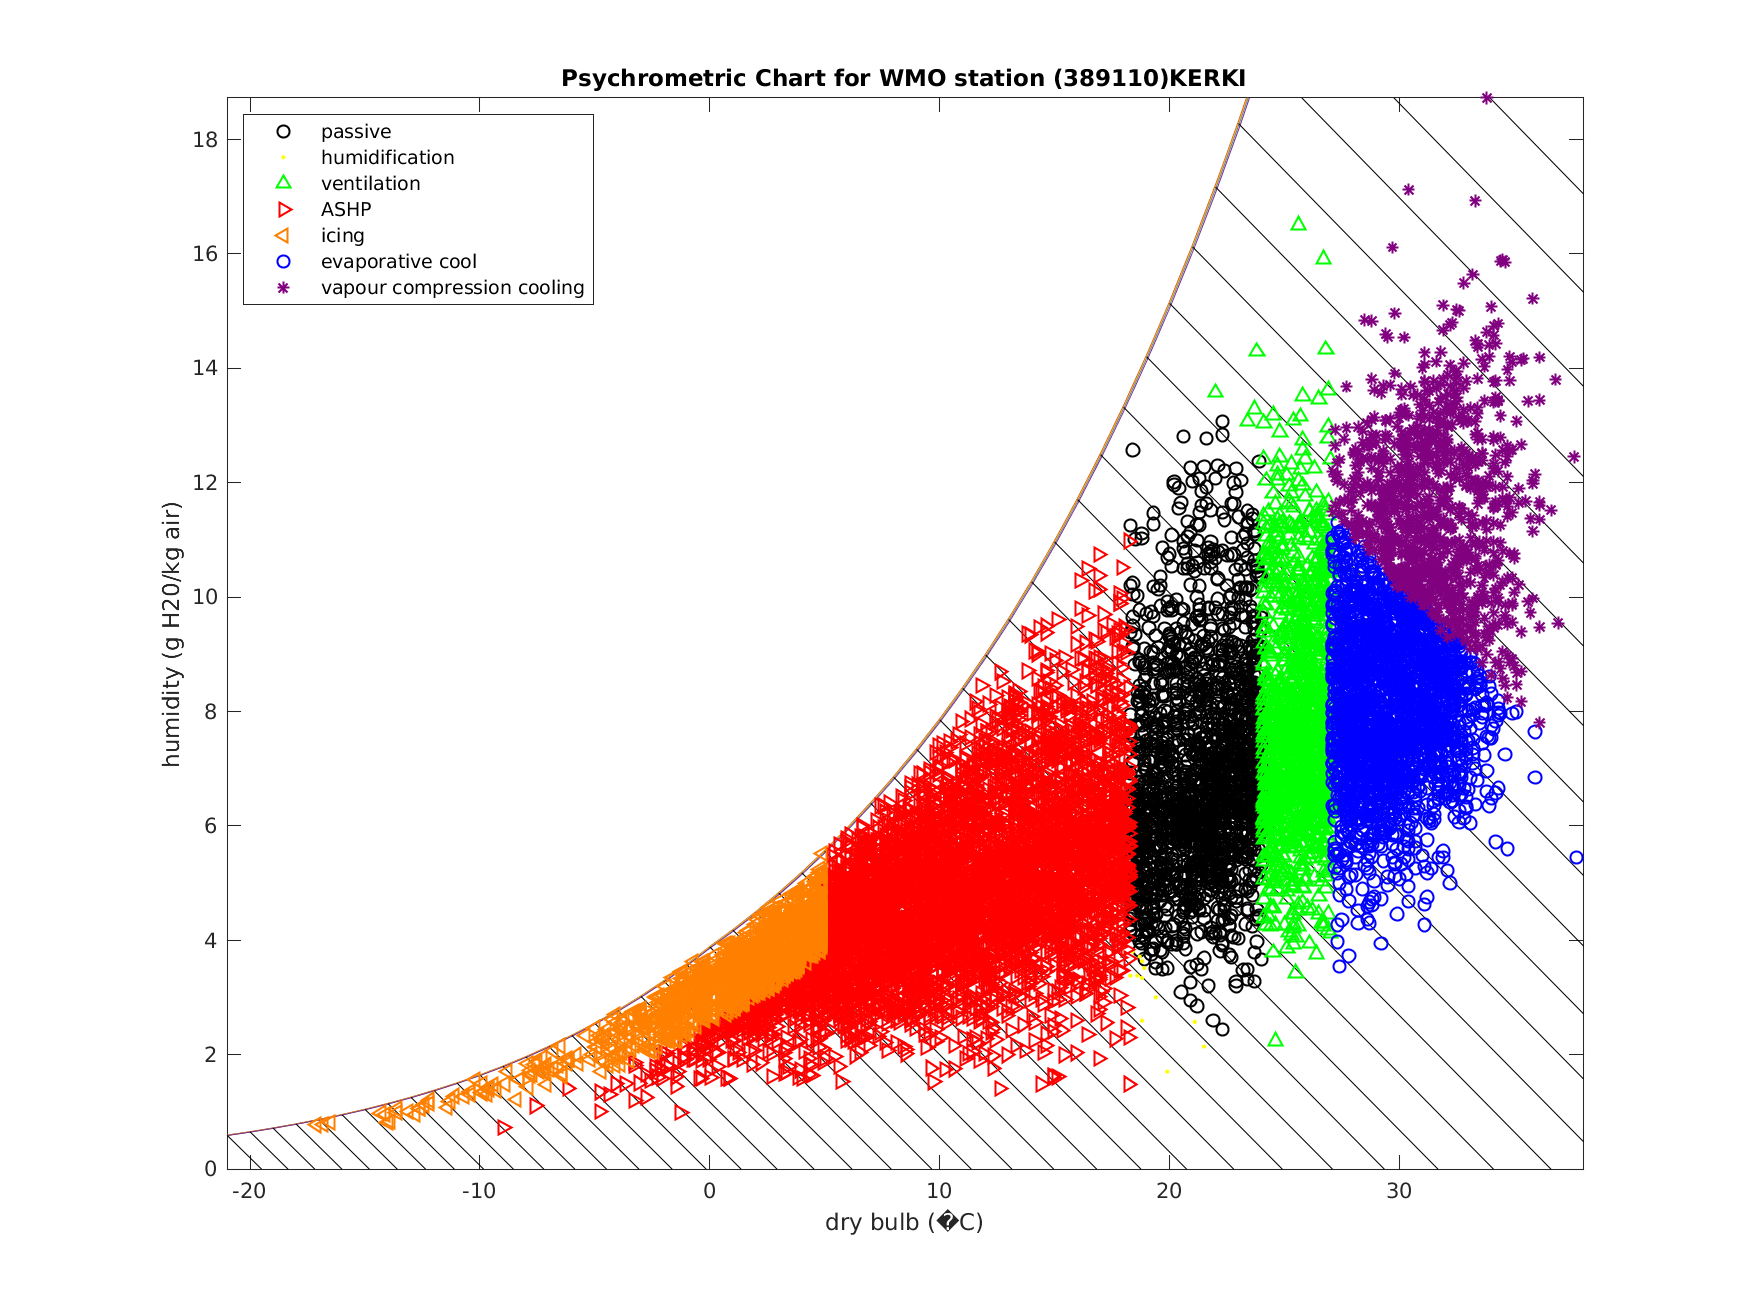 Psychrometric Chart for WMO station (389110)KERKI
passive
humidification
ventilation
ASHP
icing
evaporative cool
vapour compression cooling
humidity (g H20/kg air)
18
16
14
12
10
8
6
4
2
0
-20 -10 0 10 20 30
dry bulb (�C)